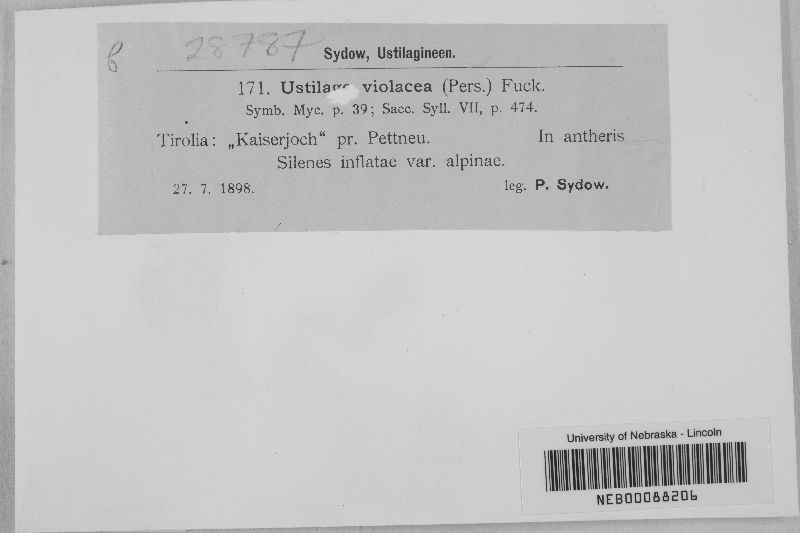 28787
Sydow, Ustilagineen.
171. Ustilago violacea (Pers.) Fuck.
Symb. Myc. p. 39; Sacc. Syll. VII, p. 474.
Tirolia: „Kaiserjoch“ pr. Pettneu. In antheris
Silenes inflatae var. alpinae.
27. 7. 1898. leg. P. Sydow.
University of Nebraska - Lincoln
NEB00088206